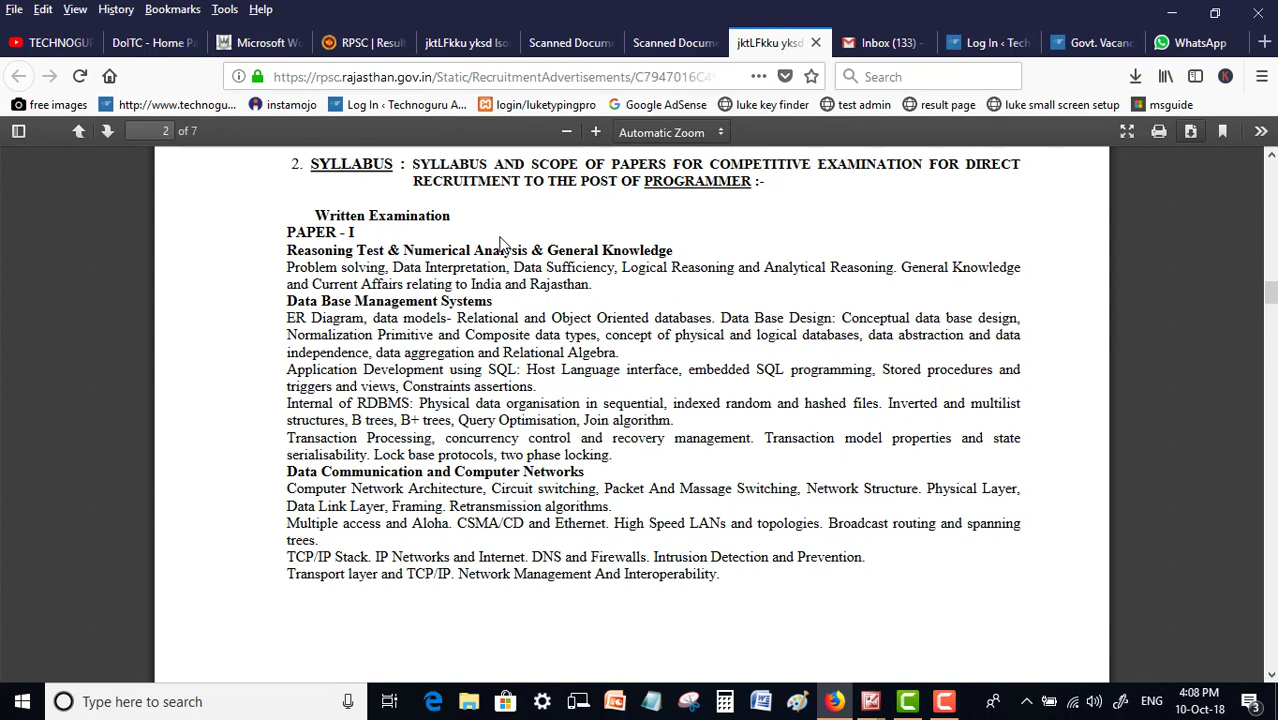 File Edit View History Bookmarks Tools Help
TECHNOGU
DoITC - Home Pa
Microsoft Wo
RPSC | Result
jktLFkku yksd lso
Scanned Docume
Scanned Docume
jktLFkku yksd
Inbox (133) -
Log In ‹ Tech
Govt. Vacanc
WhatsApp
https://rpsc.rajasthan.gov.in/Static/RecruitmentAdvertisements/C7947016C49
Search
free images
http://www.technogu...
instamojo
Log In ‹ Technoguru A...
login/luketypingpro
Google AdSense
luke key finder
test admin
result page
luke small screen setup
msguide
2 of 7
Automatic Zoom
2. SYLLABUS : SYLLABUS AND SCOPE OF PAPERS FOR COMPETITIVE EXAMINATION FOR DIRECT
RECRUITMENT TO THE POST OF PROGRAMMER :-
Written Examination
PAPER - I
Reasoning Test & Numerical Analysis & General Knowledge
Problem solving, Data Interpretation, Data Sufficiency, Logical Reasoning and Analytical Reasoning. General Knowledge
and Current Affairs relating to India and Rajasthan.
Data Base Management Systems
ER Diagram, data models- Relational and Object Oriented databases. Data Base Design: Conceptual data base design,
Normalization Primitive and Composite data types, concept of physical and logical databases, data abstraction and data
independence, data aggregation and Relational Algebra.
Application Development using SQL: Host Language interface, embedded SQL programming, Stored procedures and
triggers and views, Constraints assertions.
Internal of RDBMS: Physical data organisation in sequential, indexed random and hashed files. Inverted and multilist
structures, B trees, B+ trees, Query Optimisation, Join algorithm.
Transaction Processing, concurrency control and recovery management. Transaction model properties and state
serialisability. Lock base protocols, two phase locking.
Data Communication and Computer Networks
Computer Network Architecture, Circuit switching, Packet And Massage Switching, Network Structure. Physical Layer,
Data Link Layer, Framing. Retransmission algorithms.
Multiple access and Aloha. CSMA/CD and Ethernet. High Speed LANs and topologies. Broadcast routing and spanning
trees.
TCP/IP Stack. IP Networks and Internet. DNS and Firewalls. Intrusion Detection and Prevention.
Transport layer and TCP/IP. Network Management And Interoperability.
Type here to search
ENG
4:08 PM
10-Oct-18
3